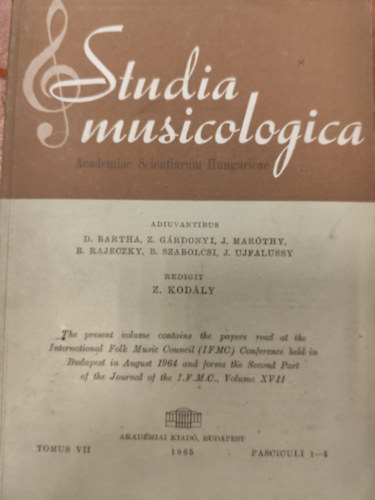 Studia
musicologica
Academiae Scientiarum Hungaricae
ADIUVANTIBUS
D. BARTHA, Z. GÁRDONYI, J. MARÓTHY,
B. RAJECZKY, B. SZABOLCSI, J. UJFALUSSY
REDIGIT
Z. KODÁLY
The present volume contains the papers read at the
International Folk Music Council (IFMC) Conference held in
Budapest in August 1964 and forms the Second Part
of the Journal of the I.F.M.C., Volume XVII
AKADÉMIAI KIADÓ, BUDAPEST
TOMUS VII 1965 FASCICULI 1–4